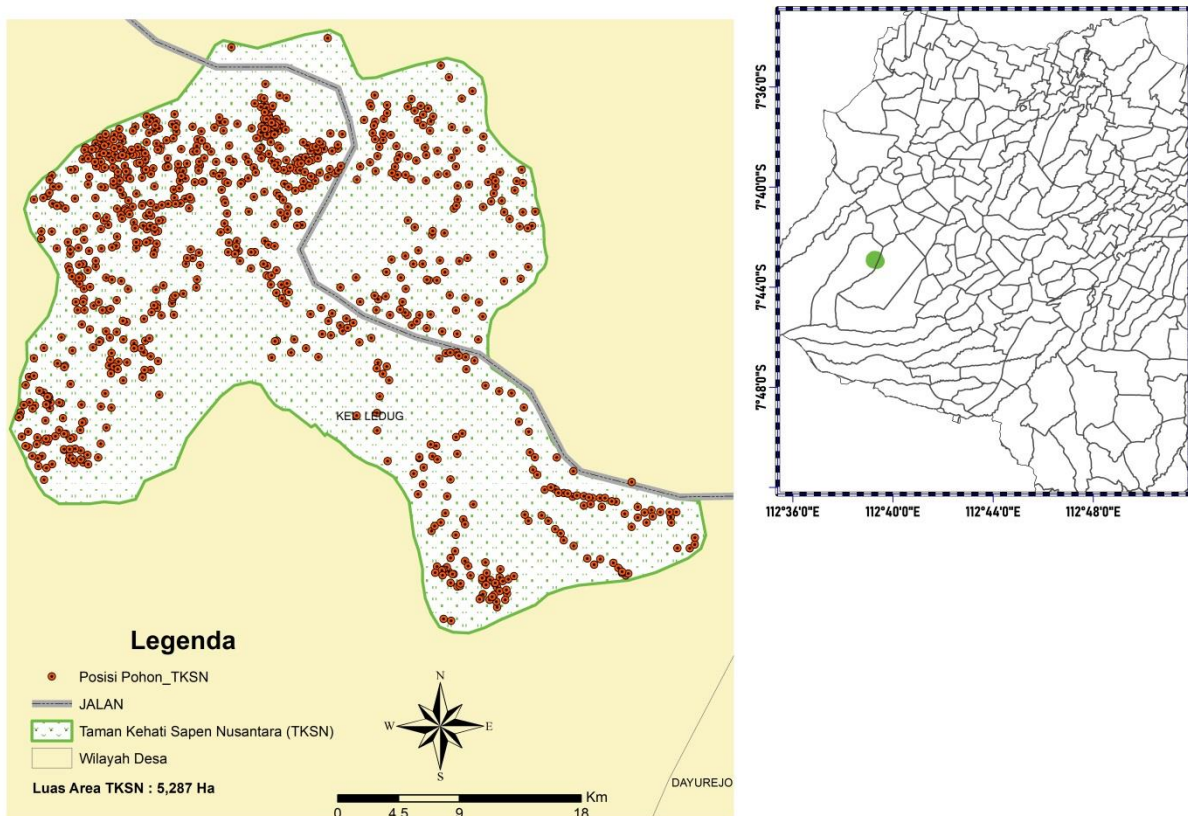 KEL. LEDUG
Legenda
Posisi Pohon_TKSN
JALAN
Taman Kehati Sapen Nusantara (TKSN)
Wilayah Desa
Luas Area TKSN : 5,287 Ha
N
W
E
S
Km
0 4.5 9 18
DAYUREJO
7°36'0"S
7°40'0"S
7°44'0"S
7°48'0"S
112°36'0"E 112°40'0"E 112°44'0"E 112°48'0"E